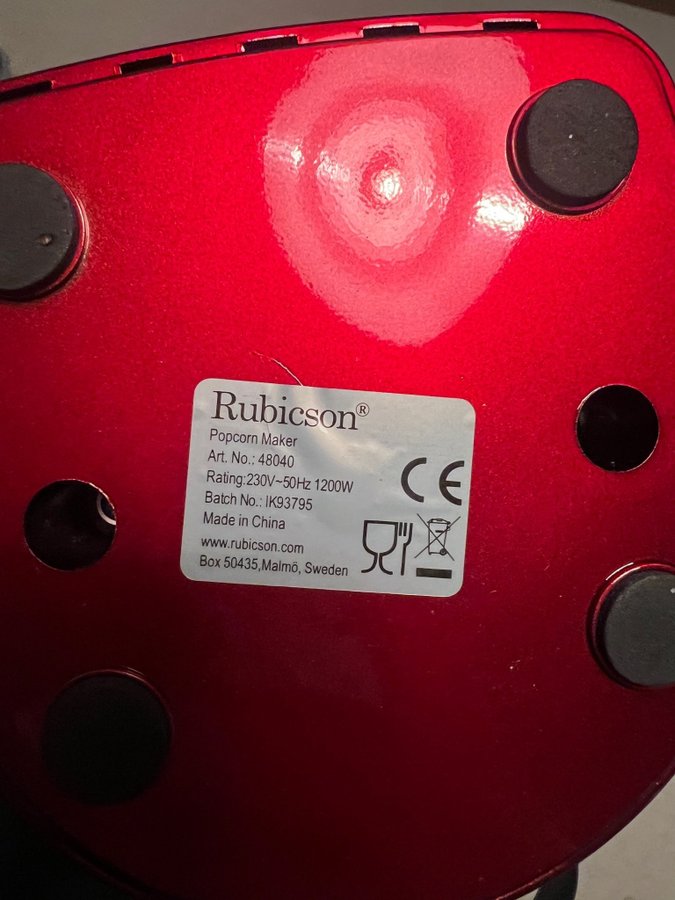 Rubicson®
Popcorn Maker
Art. No.: 48040
Rating:230V~50Hz 1200W
Batch No.: IK93795
Made in China
www.rubicson.com
Box 50435,Malmö, Sweden
CE